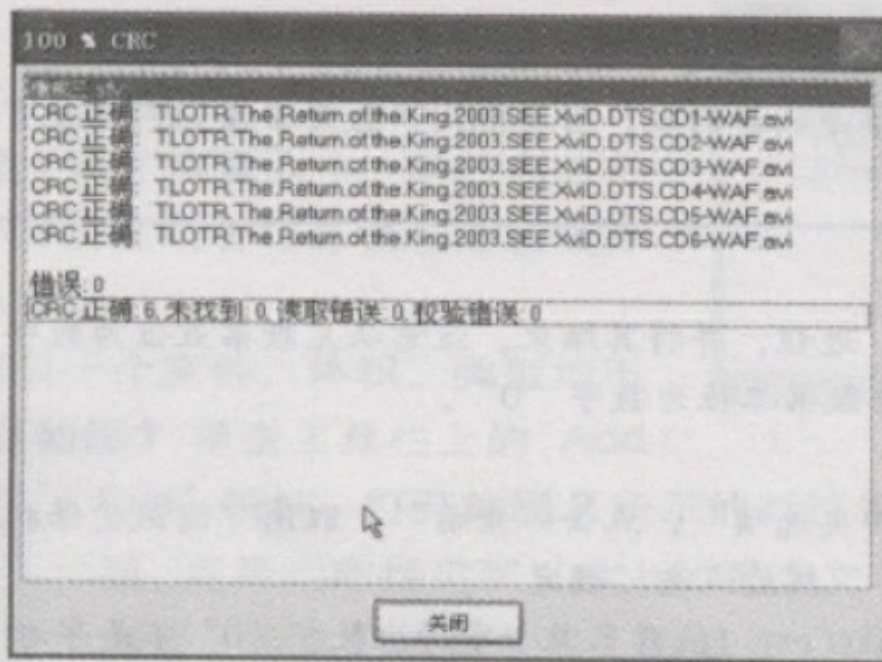 100 % CRC
CRC 正确: TLOTR.The.Return.of.the.King.2003.SEE.XviD.DTS.CD1-WAF.avi
CRC 正确: TLOTR.The.Return.of.the.King.2003.SEE.XviD.DTS.CD2-WAF.avi
CRC 正确: TLOTR.The.Return.of.the.King.2003.SEE.XviD.DTS.CD3-WAF.avi
CRC 正确: TLOTR.The.Return.of.the.King.2003.SEE.XviD.DTS.CD4-WAF.avi
CRC 正确: TLOTR.The.Return.of.the.King.2003.SEE.XviD.DTS.CD5-WAF.avi
CRC 正确: TLOTR.The.Return.of.the.King.2003.SEE.XviD.DTS.CD6-WAF.avi
错误: 0
CRC 正确: 6, 未找到: 0, 读取错误: 0, 校验错误: 0
关闭